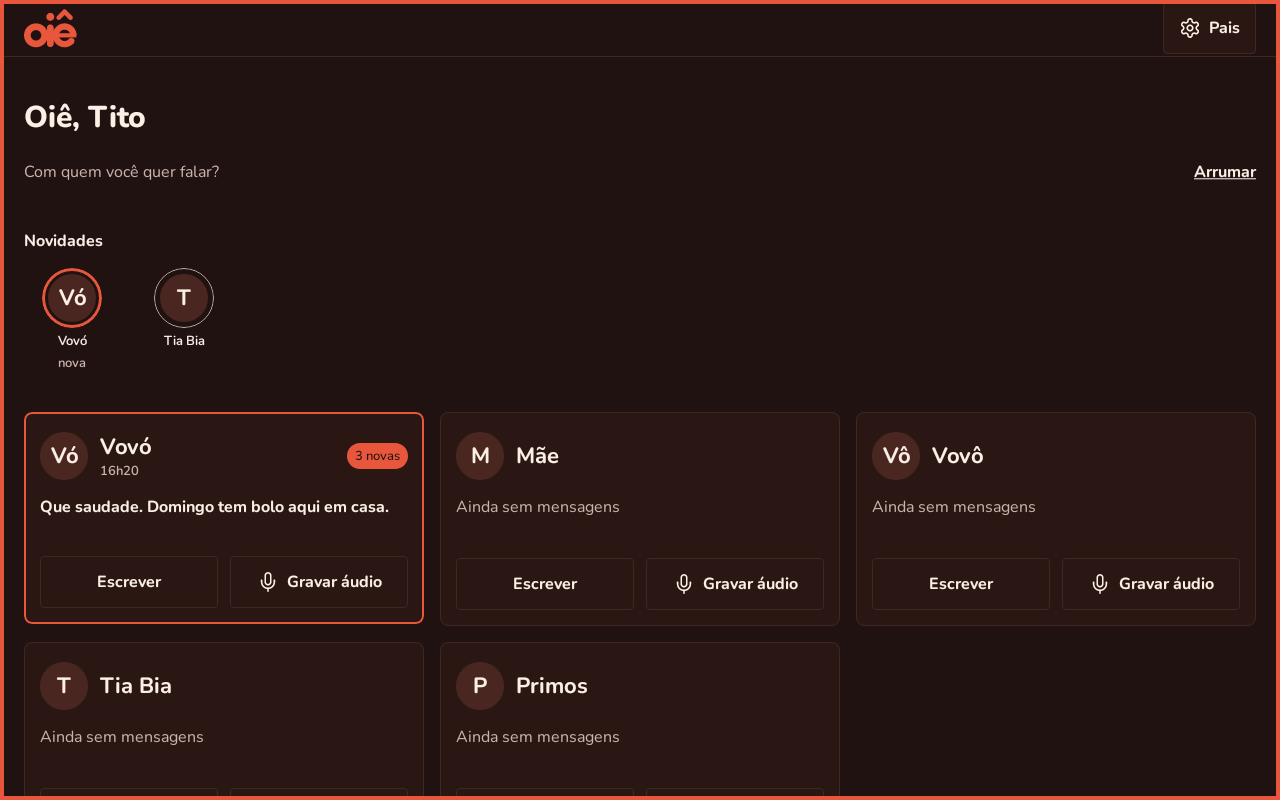 oiê
Pais
Oiê, Tito
Com quem você quer falar?
Arrumar
Novidades
Vó
T
Vovó
Tia Bia
nova
Vó
Vovó
16h20
3 novas
Que saudade. Domingo tem bolo aqui em casa.
Escrever
Gravar áudio
M
Mãe
Ainda sem mensagens
Escrever
Gravar áudio
Vô
Vovô
Ainda sem mensagens
Escrever
Gravar áudio
T
Tia Bia
Ainda sem mensagens
P
Primos
Ainda sem mensagens